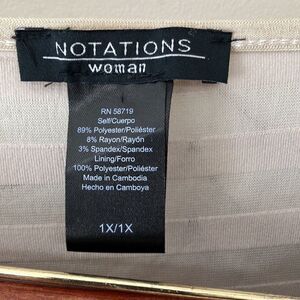 NOTATIONS
woman
RN 58719
Self/Cuerpo
89% Polyester/Poliéster
8% Rayon/Rayón
3% Spandex/Spandex
Lining/Forro
100% Polyester/Poliéster
Made in Cambodia
Hecho en Camboya
1X/1X